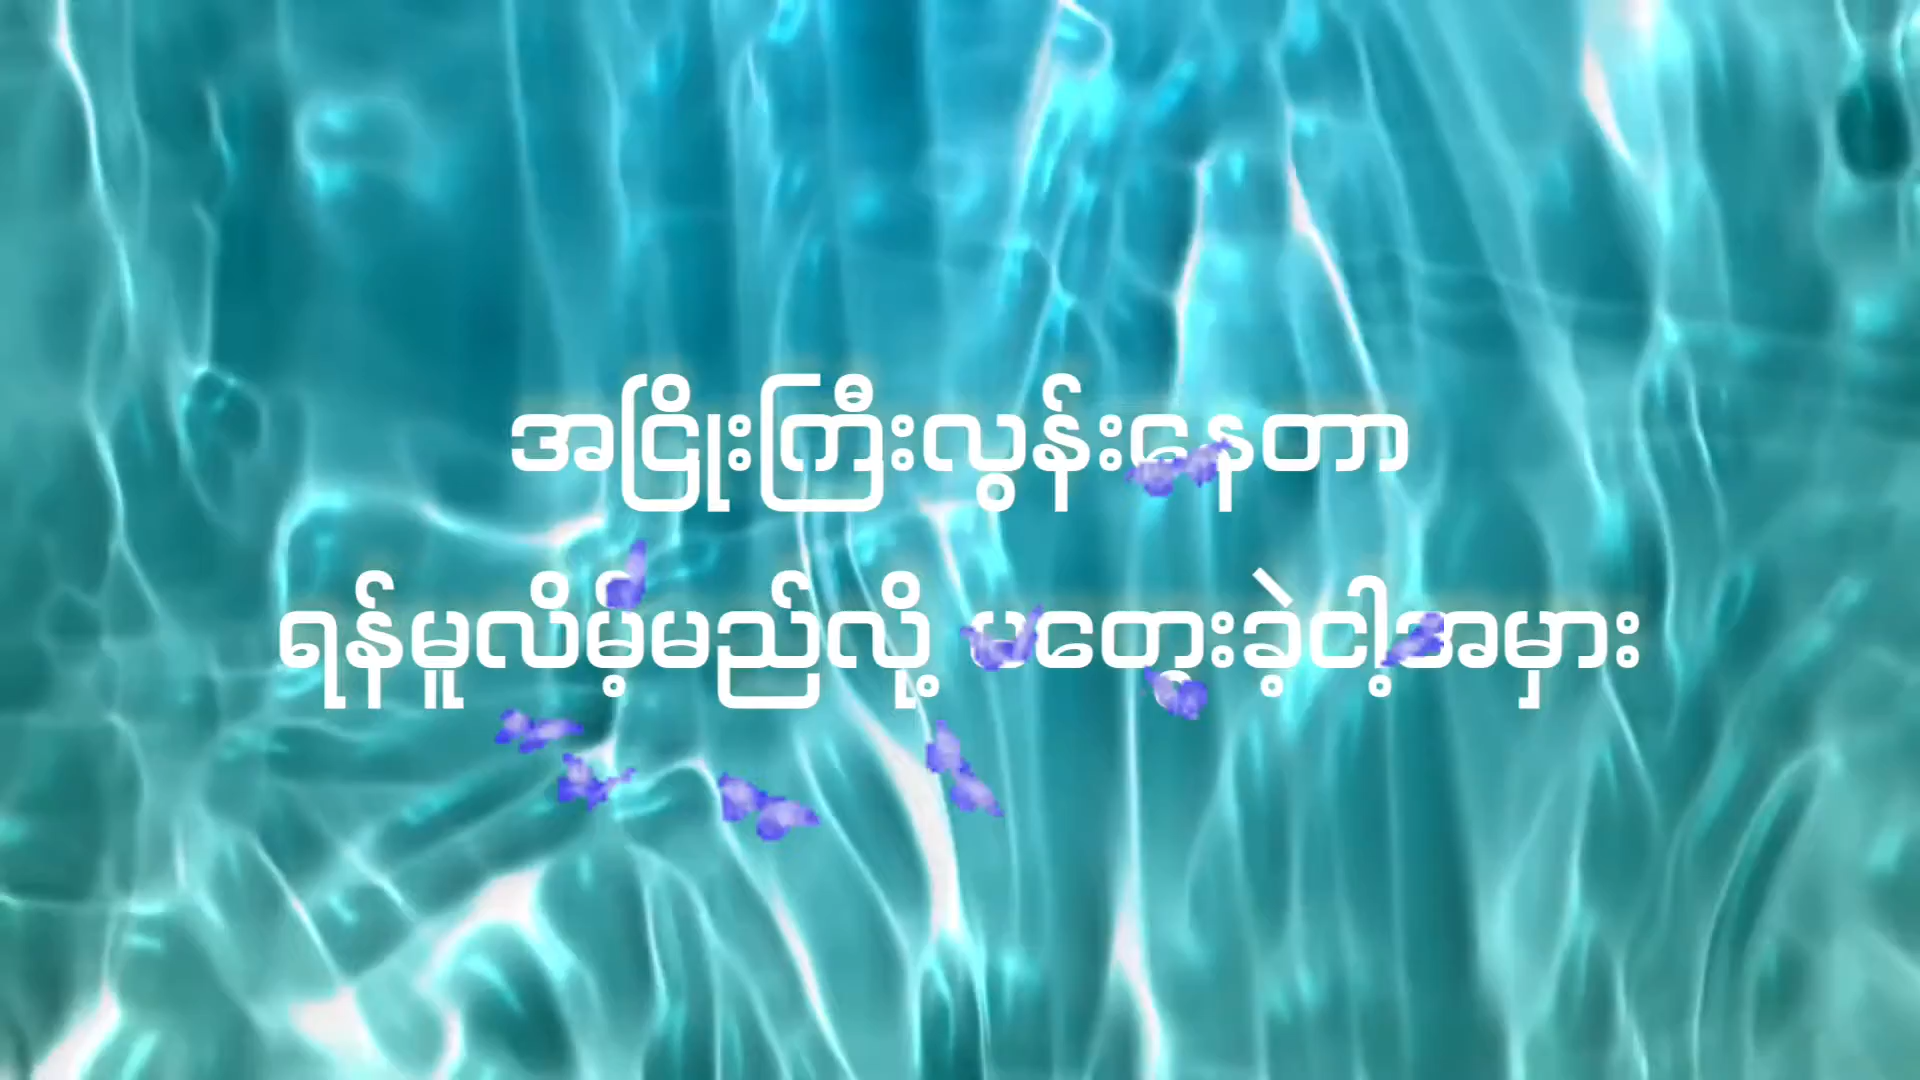 အငြိုးကြီးလွန်းနေတာ
ရန်မူလိမ့်မည်လို့ မတွေးခဲ့ငါ့အမှား